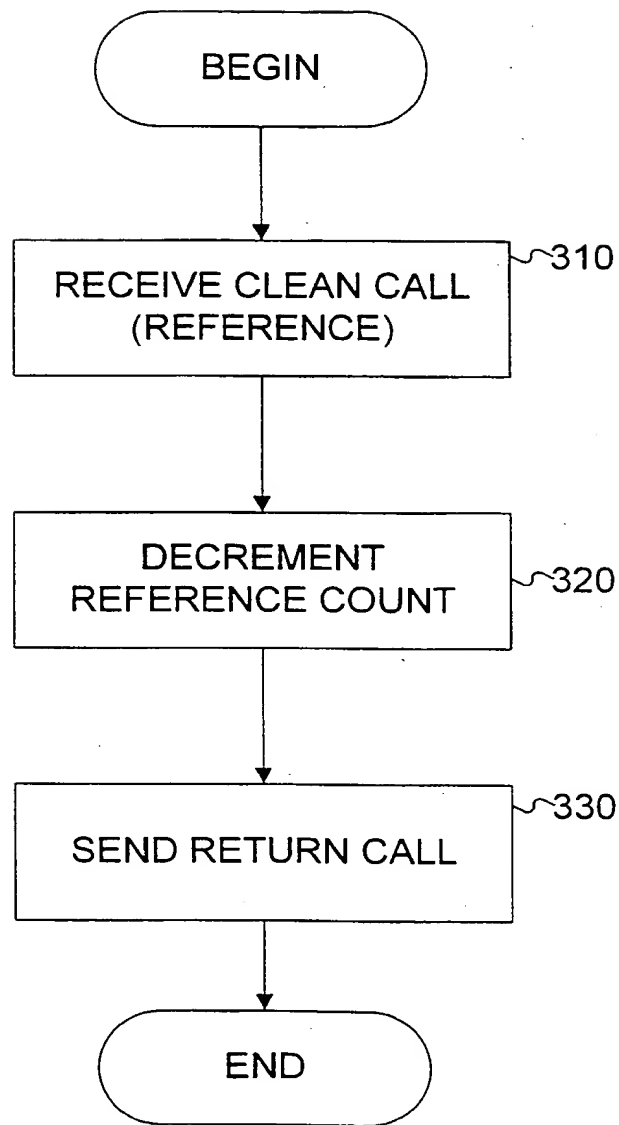 BEGIN
RECEIVE CLEAN CALL
(REFERENCE)
310
DECREMENT
REFERENCE COUNT
320
SEND RETURN CALL
330
END